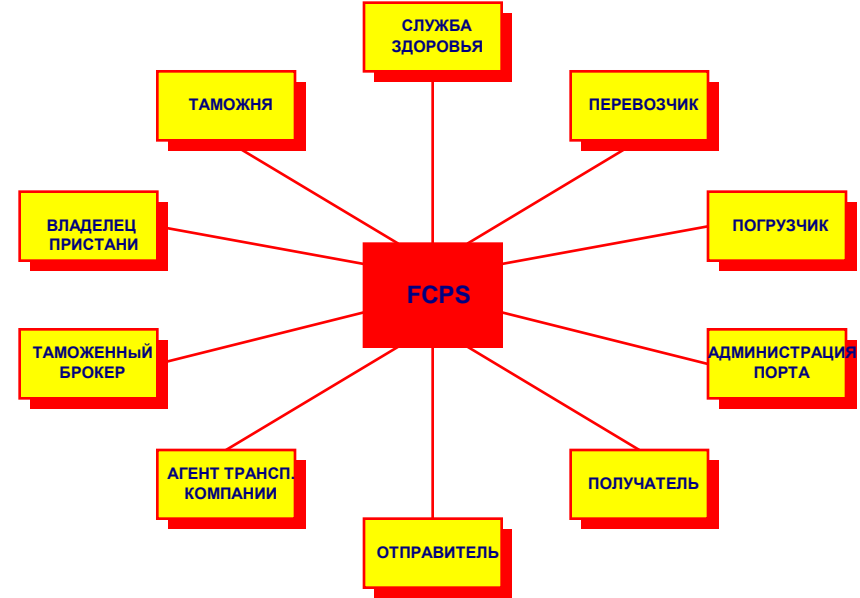 СЛУЖБА
ЗДОРОВЬЯ
ТАМОЖНЯ
ПЕРЕВОЗЧИК
ВЛАДЕЛЕЦ
ПРИСТАНИ
ПОГРУЗЧИК
FCPS
ТАМОЖЕННыЙ
БРОКЕР
АДМИНИСТРАЦИЯ
ПОРТА
АГЕНТ ТРАНСП.
КОМПАНИИ
ПОЛУЧАТЕЛЬ
ОТПРАВИТЕЛЬ